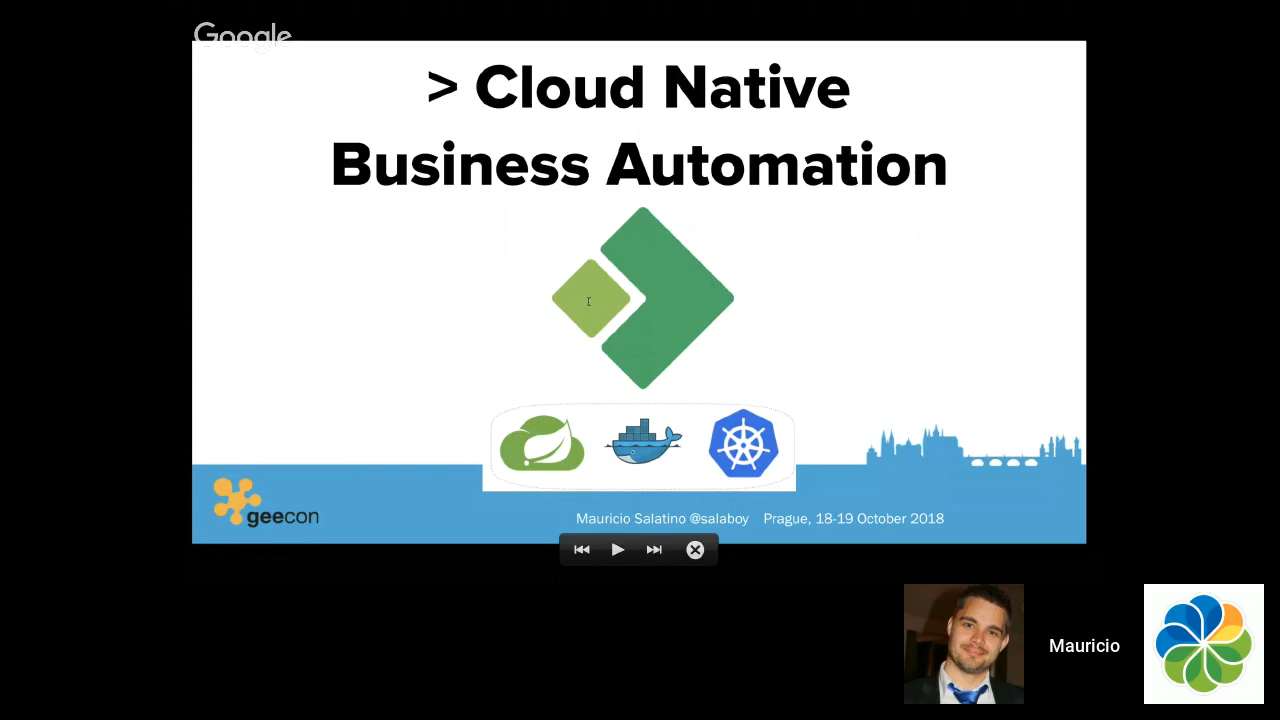 Google
> Cloud Native
Business Automation
geecon
Mauricio Salatino @salaboy Prague, 18-19 October 2018
Mauricio